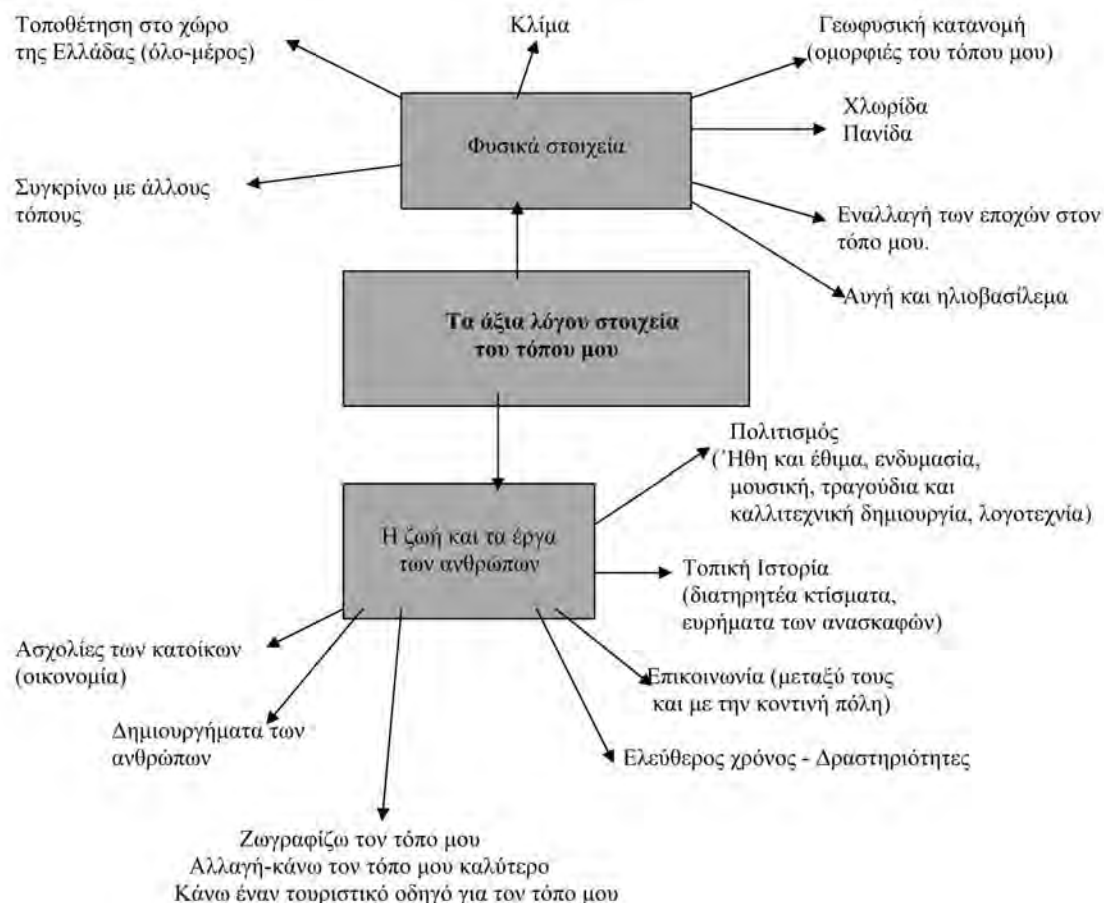 Τοποθέτηση στο χώρο
της Ελλάδας (όλο-μέρος)
Κλίμα
Γεωφυσική κατανομή
(ομορφιές του τόπου μου)
Χλωρίδα
Πανίδα
Φυσικά στοιχεία
Συγκρίνω με άλλους
τόπους
Εναλλαγή των εποχών στον
τόπο μου.
Αυγή και ηλιοβασίλεμα
Τα άξια λόγου στοιχεία
του τόπου μου
Πολιτισμός
(Ήθη και έθιμα, ενδυμασία,
μουσική, τραγούδια και
καλλιτεχνική δημιουργία, λογοτεχνία)
Η ζωή και τα έργα
των ανθρώπων
Τοπική Ιστορία
(διατηρητέα κτίσματα,
ευρήματα των ανασκαφών)
Ασχολίες των κατοίκων
(οικονομία)
Επικοινωνία (μεταξύ τους
και με την κοντινή πόλη)
Δημιουργήματα των
ανθρώπων
Ελεύθερος χρόνος - Δραστηριότητες
Ζωγραφίζω τον τόπο μου
Αλλαγή-κάνω τον τόπο μου καλύτερο
Κάνω έναν τουριστικό οδηγό για τον τόπο μου